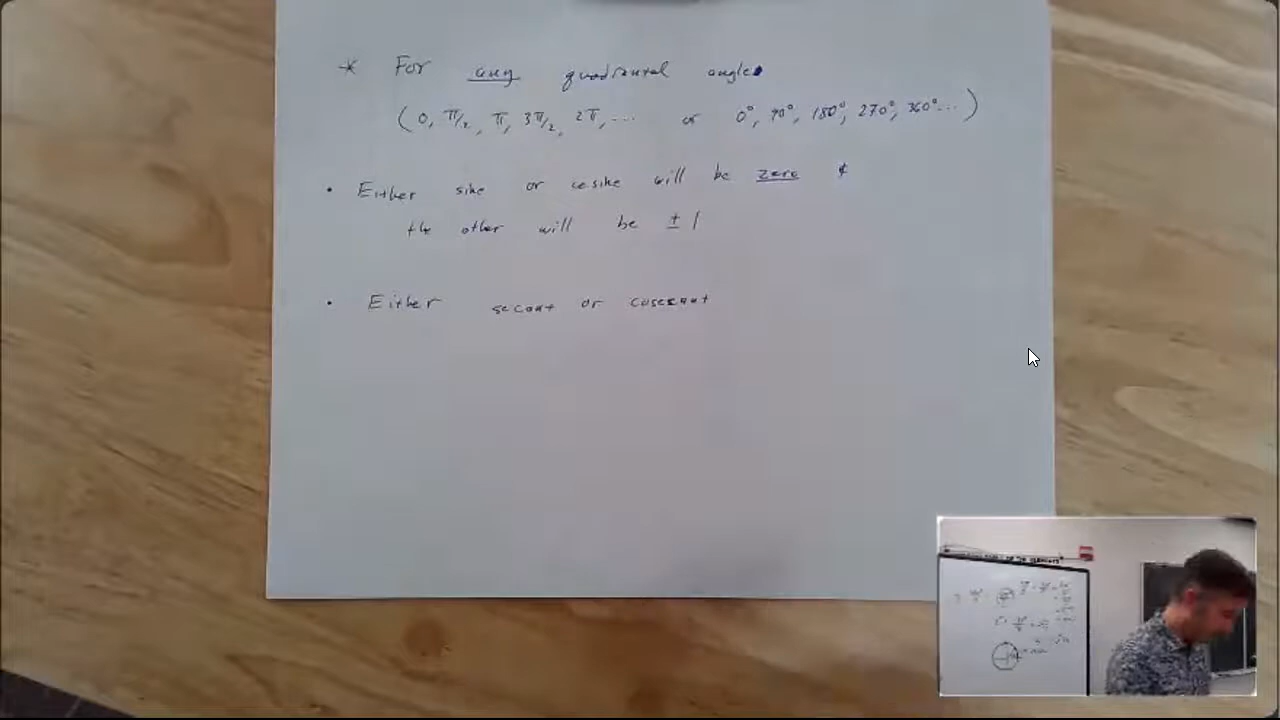 * For any quadrantal angle
(0, π/2, π, 3π/2, 2π, ... or 0°, 90°, 180°, 270°, 360°...)
• Either sine or cosine will be zero &
the other will be ± 1
• Either secant or cosecant